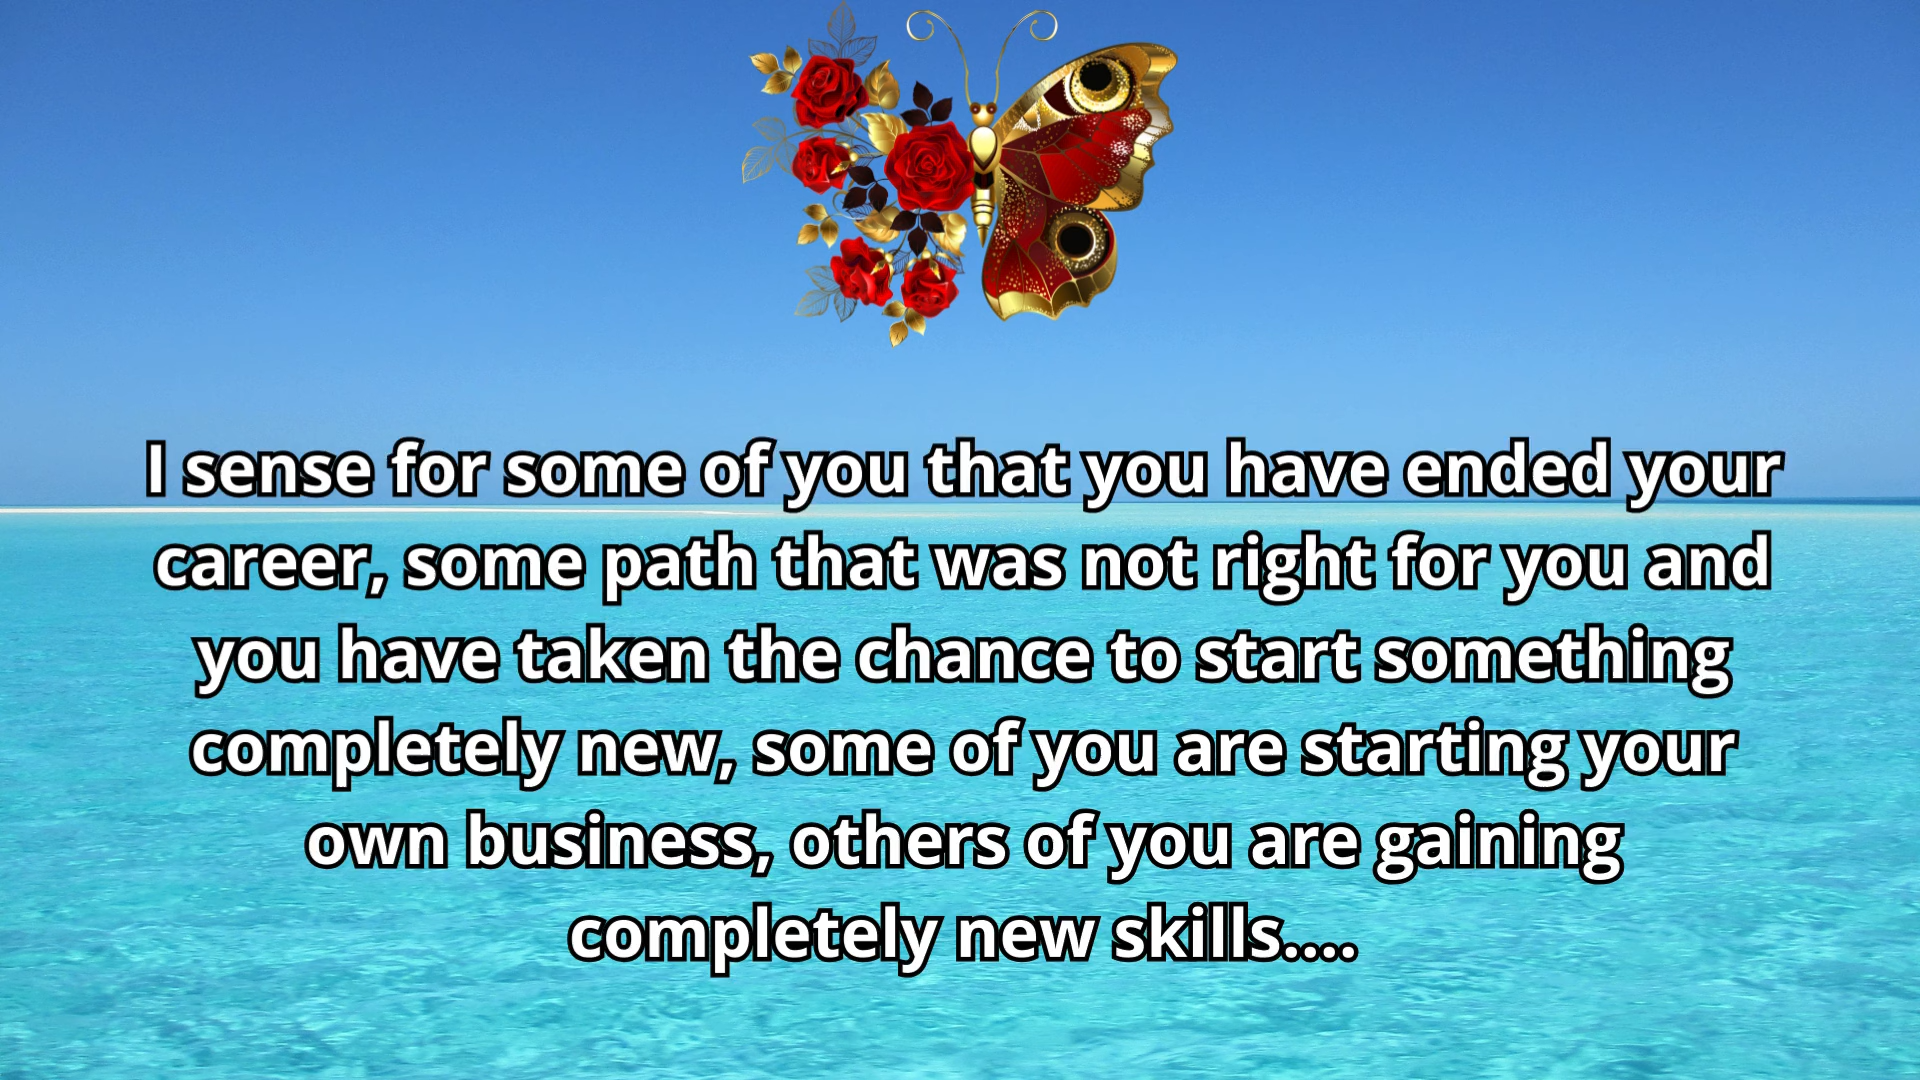 I sense for some of you that you have ended your
career, some path that was not right for you and
you have taken the chance to start something
completely new, some of you are starting your
own business, others of you are gaining
completely new skills....